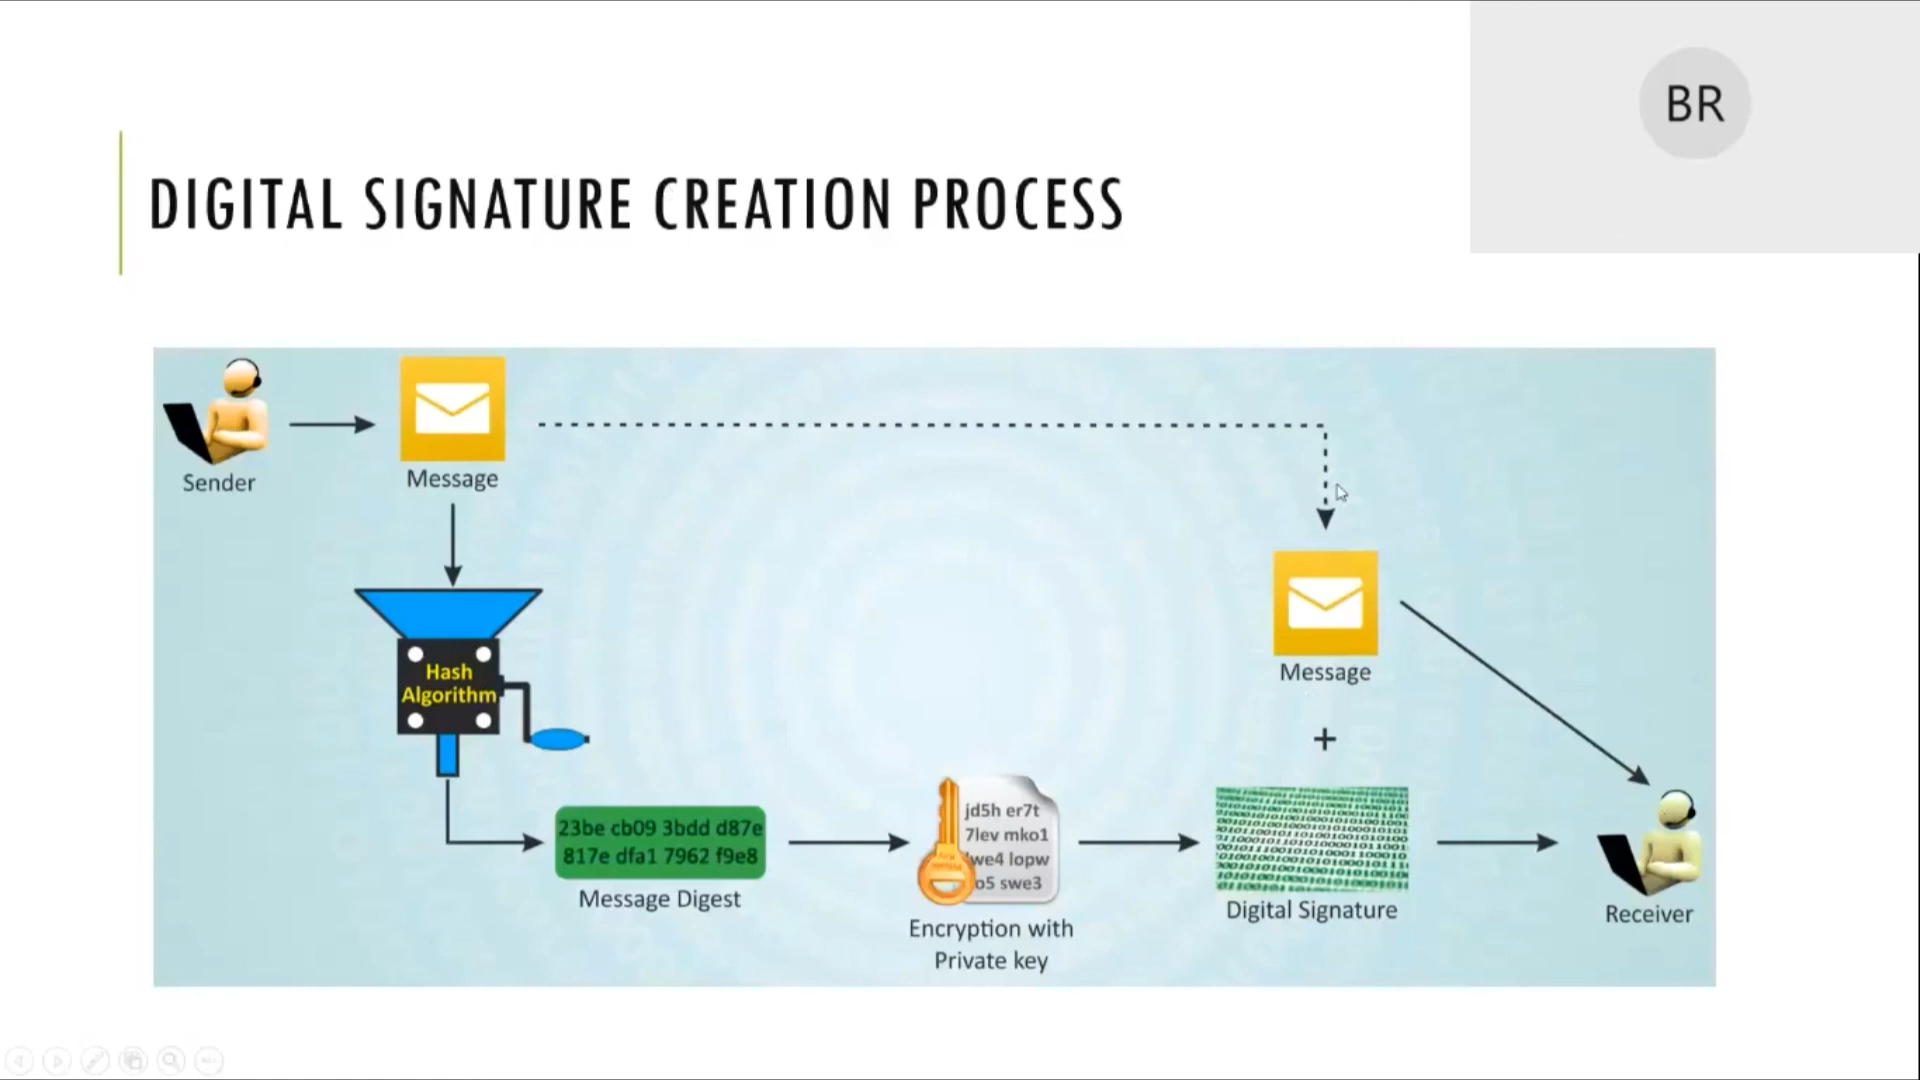 BR
DIGITAL SIGNATURE CREATION PROCESS
Sender
Message
Hash
Algorithm
23be cb09 3bdd d87e
817e dfa1 7962 f9e8
Message Digest
jd5h er7t
7lev mko1
we4 lopw
o5 swe3
Encryption with
Private key
Message
+
Digital Signature
Receiver